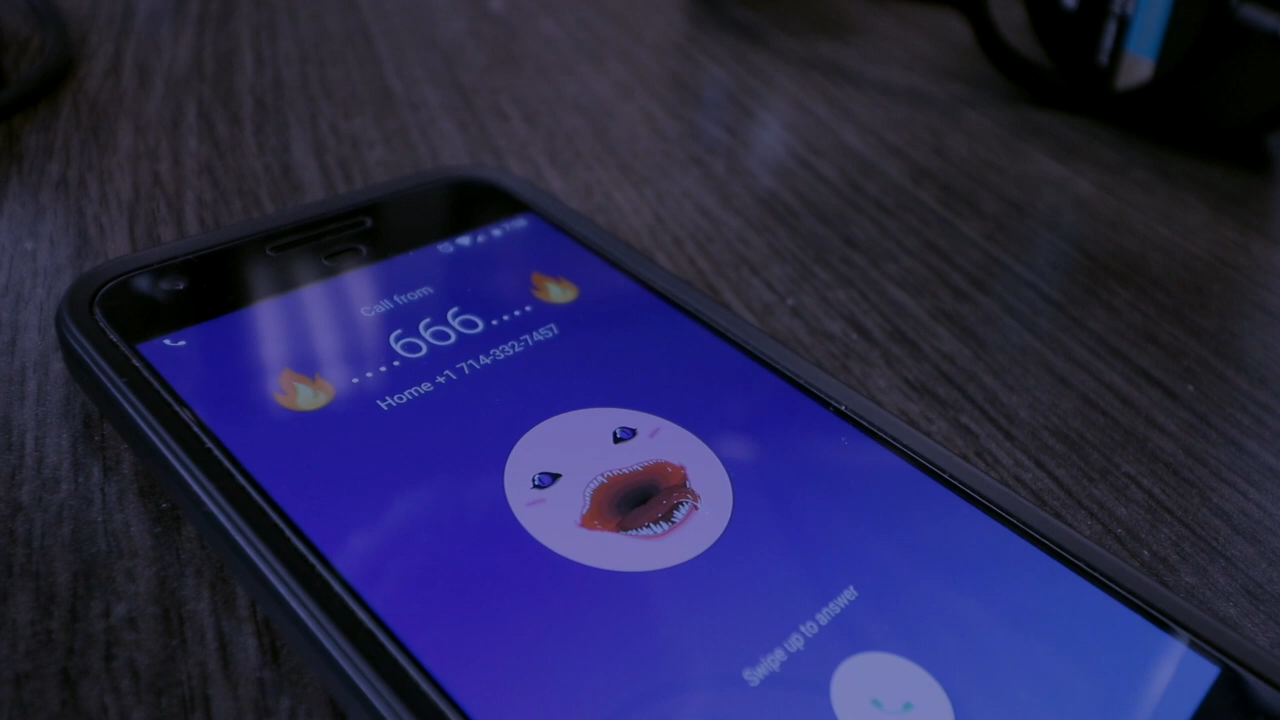 Call from
🔥....666....🔥
Home +1 714-332-7457
Swipe up to answer